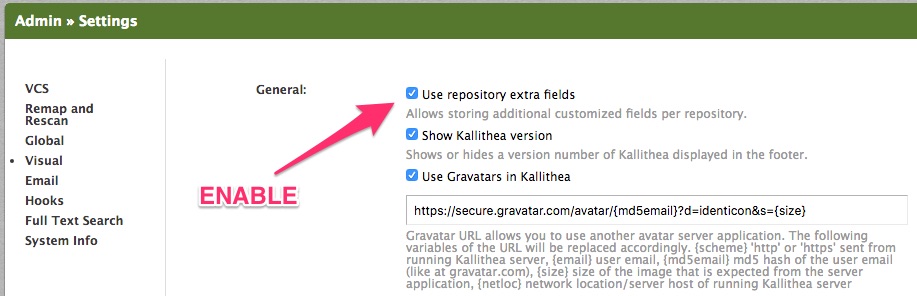 Admin » Settings
VCS
Remap and
Rescan
Global
Visual
Email
Hooks
Full Text Search
System Info
General:
Use repository extra fields
Allows storing additional customized fields per repository.
Show Kallithea version
Shows or hides a version number of Kallithea displayed in the footer.
Use Gravatars in Kallithea
https://secure.gravatar.com/avatar/{md5email}?d=identicon&s={size}
Gravatar URL allows you to use another avatar server application. The following
variables of the URL will be replaced accordingly. {scheme} 'http' or 'https' sent from
running Kallithea server, {email} user email, {md5email} md5 hash of the user email
(like at gravatar.com), {size} size of the image that is expected from the server
application, {netloc} network location/server host of running Kallithea server
ENABLE